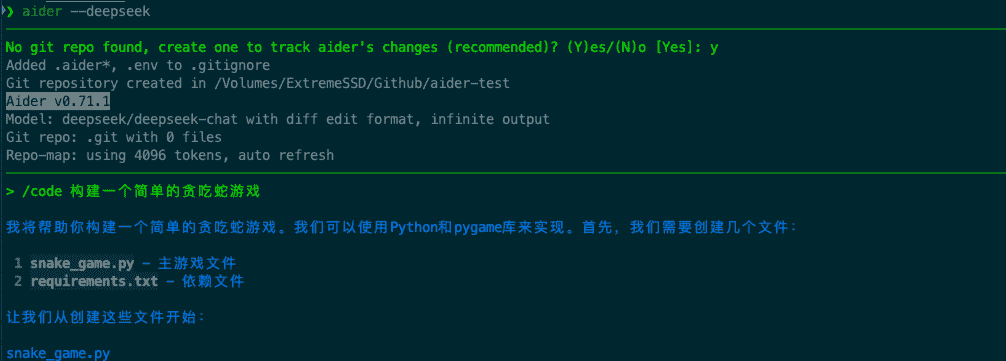 ❯ aider --deepseek
No git repo found, create one to track aider's changes (recommended)? (Y)es/(N)o [Yes]: y
Added .aider*, .env to .gitignore
Git repository created in /Volumes/ExtremeSSD/Github/aider-test
Aider v0.71.1
Model: deepseek/deepseek-chat with diff edit format, infinite output
Git repo: .git with 0 files
Repo-map: using 4096 tokens, auto refresh
> /code 构建一个简单的贪吃蛇游戏
我将帮助你构建一个简单的贪吃蛇游戏。我们可以使用Python和pygame库来实现。首先，我们需要创建几个文件：
1 snake_game.py - 主游戏文件
2 requirements.txt - 依赖文件
让我们从创建这些文件开始：
snake_game.py